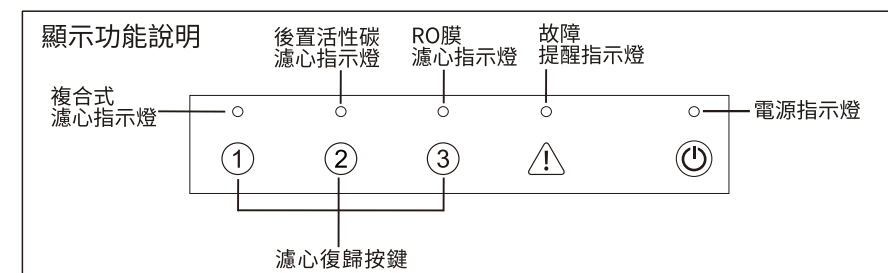 顯示功能說明
後置活性碳
濾心指示燈
RO膜
濾心指示燈
故障
提醒指示燈
複合式
濾心指示燈
電源指示燈
1
2
3
濾心復歸按鍵